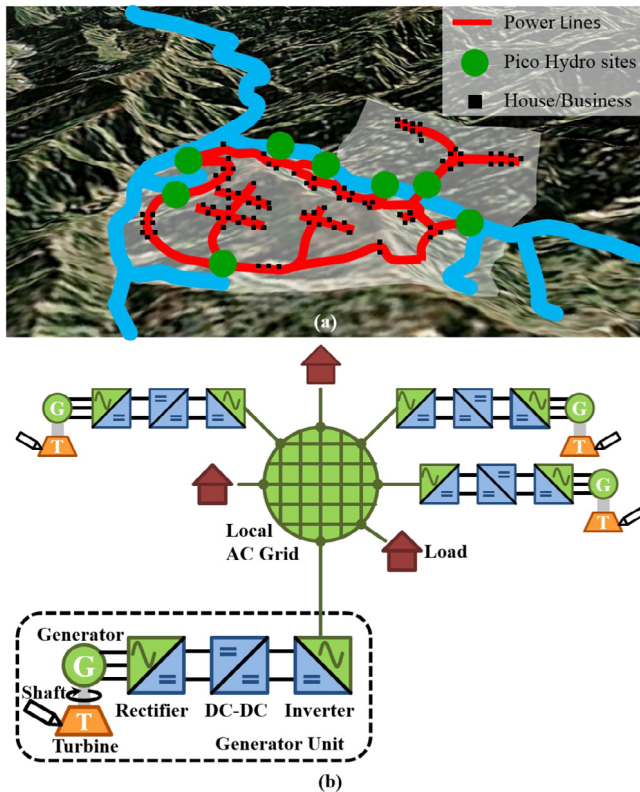 Power Lines
Pico Hydro sites
House/Business
(a)
G
T
G
T
G
T
Local
AC Grid
Load
Generator
G
Shaft
T
Turbine
Rectifier
DC-DC
Inverter
Generator Unit
(b)